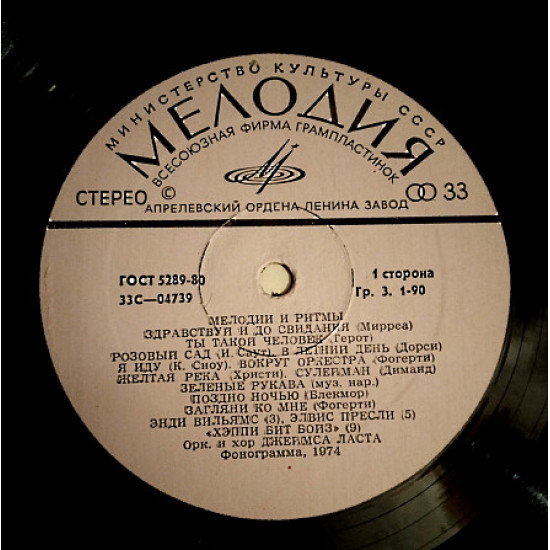 МИНИСТЕРСТВО КУЛЬТУРЫ СССР
МЕЛОДИЯ
ВСЕСОЮЗНАЯ ФИРМА ГРАМПЛАСТИНОК
СТЕРЕО © 33
АПРЕЛЕВСКИЙ ОРДЕНА ЛЕНИНА ЗАВОД
ГОСТ 5289-80 1 сторона
33С—04739 Гр. 3. 1-90
МЕЛОДИИ И РИТМЫ
ЗДРАВСТВУЙ И ДО СВИДАНИЯ (Миррса)
ТЫ ТАКОЙ ЧЕЛОВЕК (Герот)
РОЗОВЫЙ САД (И. Саут). В ЛЕТНИЙ ДЕНЬ (Дорси)
Я ИДУ (К. Сноу). ВОКРУГ ОРКЕСТРА (Фогерти)
ЖЕЛТАЯ РЕКА (Христи). СУЛЕЙМАН (Диманд)
ЗЕЛЕНЫЕ РУКАВА (муз. нар.)
ПОЗДНО НОЧЬЮ (Блекмор)
ЗАГЛЯНИ КО МНЕ (Фогерти)
ЭНДИ ВИЛЬЯМС (3), ЭЛВИС ПРЕСЛИ (5)
«ХЭППИ БИТ БОЙЗ» (9)
Орк. и хор ДЖЕЙМСА ЛАСТА
Фонограмма, 1974